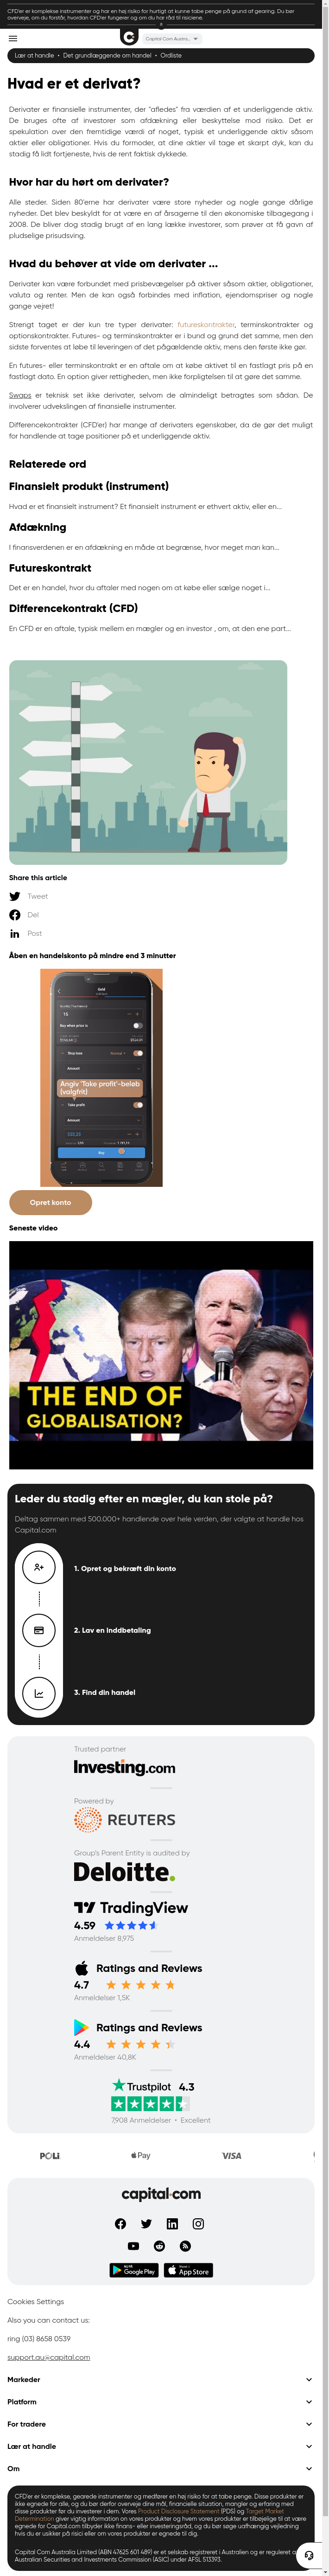 CFD'er er komplekse instrumenter og har en høj risiko for hurtigt at kunne tabe penge på grund af gearing. Du bør
overveje, om du forstår, hvordan CFD'er fungerer og om du har råd til risiciene.
Capital Com Austra...
Lær at handle • Det grundlæggende om handel • Ordliste
Hvad er et derivat?
Derivater er finansielle instrumenter, der "afledes" fra værdien af et underliggende aktiv.
De bruges ofte af investorer som en afdækning eller en beskyttelse mod risiko. Det er
spekulation over den fremtidige værdi af noget, typisk et underliggende aktiv såsom
aktier eller obligationer. Hvis du formoder, at dine aktier vil tage et skarpt dyk, kan du
stadig få lidt fortjeneste, hvis de rent faktisk dykkede.
Hvor har du hørt om derivater?
Alle steder. Siden 80'erne har derivater være store nyheder og nogle gange dårlige
nyheder. Det blev beskyldt for at være en af årsagerne til den økonomiske tilbagegang i
2008. De bliver dog stadig brugt af en lang række investorer, som prøver at få gavn af
pludselige prisudsving.
Hvad du behøver at vide om derivater ...
Derivater kan være forbundet med prisbevægelser på aktiver såsom aktier, obligationer,
valuta og renter. Men de kan også forbindes med inflation, ejendomspriser og nogle
gange vejret!
Strengt taget er der kun tre typer derivater: futureskontrakter, terminskontrakter og
optionskontrakter. Futures- og terminskontrakter er i bund og grund det samme, men den
sidste forventes at løbe til leveringen af det pågældende aktiv, mens den første ikke gør.
En futures- eller terminskontrakt er en aftale om at købe aktivet til en fastlagt pris på en
fastlagt dato. En option giver rettigheden, men ikke forpligtelsen til at gøre det samme.
Swaps er teknisk set ikke derivater, selvom de almindeligt betragtes som sådan. De
involverer udvekslingen af finansielle instrumenter.
Differencekontrakter (CFD'er) har mange af derivaters egenskaber, da de gør det muligt
for handlende at tage positioner på et underliggende aktiv.
Relaterede ord
Finansielt produkt (instrument)
Hvad er et finansielt instrument? Et finansielt instrument er ethvert aktiv, eller en...
Afdækning
I finansverdenen er en afdækning en måde at begrænse, hvor meget man kan...
Futureskontrakt
Det er en handel, hvor du aftaler med nogen om at købe eller sælge noget i...
Differencekontrakt (CFD)
En CFD er en aftale, typisk mellem en mægler og en investor , om, at den ene part...
Share this article
Tweet
Del
Post
Åben en handelskonto på mindre end 3 minutter
Gold
Buy when price is
Stop loss
Normal
Amount
Angiv 'Take profit'-beløb
(valgfrit)
Take profit
Amount
Buy
Opret konto
Seneste video
THE END OF
GLOBALISATION?
Leder du stadig efter en mægler, du kan stole på?
Deltag sammen med 500.000+ handlende over hele verden, der valgte at handle hos
Capital.com
1. Opret og bekræft din konto
2. Lav en inddbetaling
3. Find din handel
Trusted partner
Investing.com
Powered by
REUTERS
Group's Parent Entity is audited by
Deloitte.
TradingView
4.59
Anmeldelser 8,975
Ratings and Reviews
4.7
Anmeldelser 1,5K
Ratings and Reviews
4.4
Anmeldelser 40,8K
Trustpilot 4.3
7,908 Anmeldelser • Excellent
POLi Pay VISA
capital.com
Google Play App Store
Cookies Settings
Also you can contact us:
ring (03) 8658 0539
support.au@capital.com
Markeder
Platform
For tradere
Lær at handle
Om
CFD'er er komplekse, gearede instrumenter og medfører en høj risiko for at tabe penge. Disse produkter er
ikke egnede for alle, og du bør derfor overveje dine mål, finansielle situation, mangler og erfaring med
disse produkter før du investerer i dem. Vores Product Disclosure Statement (PDS) og Target Market
Determination giver vigtig information om vores produkter og hvem vores produkter er tilbøjelige til at være
egnede for. Capital.com tilbyder ikke finans- eller investeringsråd, og du bør søge uafhængig vejledning
hvis du er usikker på risici eller om vores produkter er egnede til dig.
Capital Com Australia Limited (ABN 47625 601 489) er et selskab registreret i Australien og er reguleret a
Australian Securities and Investments Commission (ASIC) under AFSL 513393.